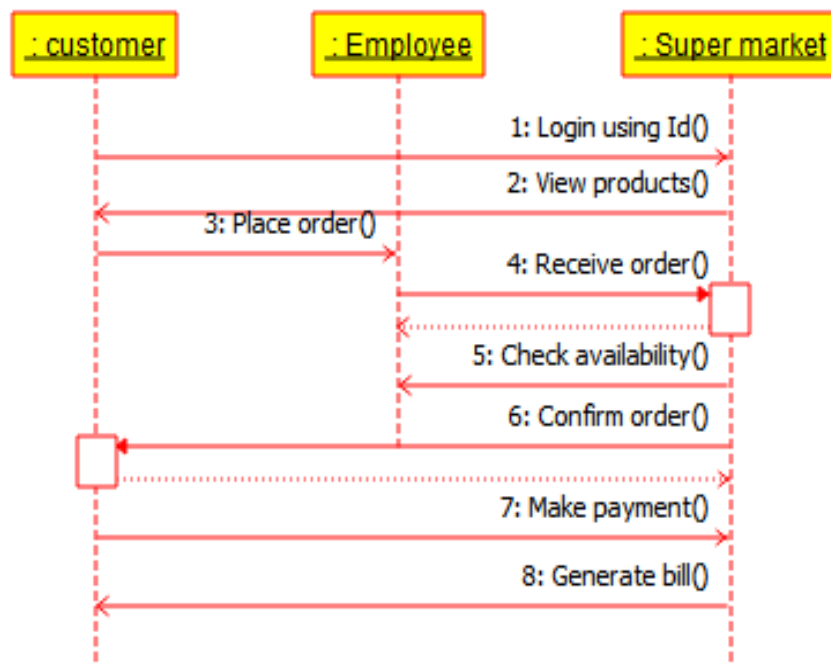 : customer
: Employee
: Super market
1: Login using Id()
2: View products()
3: Place order()
4: Receive order()
5: Check availability()
6: Confirm order()
7: Make payment()
8: Generate bill()